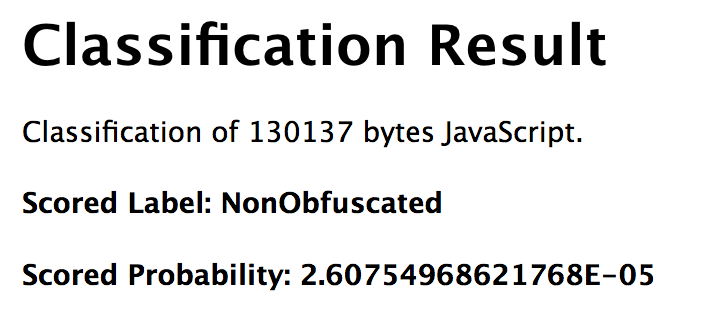 Classification Result
Classification of 130137 bytes JavaScript.
Scored Label: NonObfuscated
Scored Probability: 2.60754968621768E-05